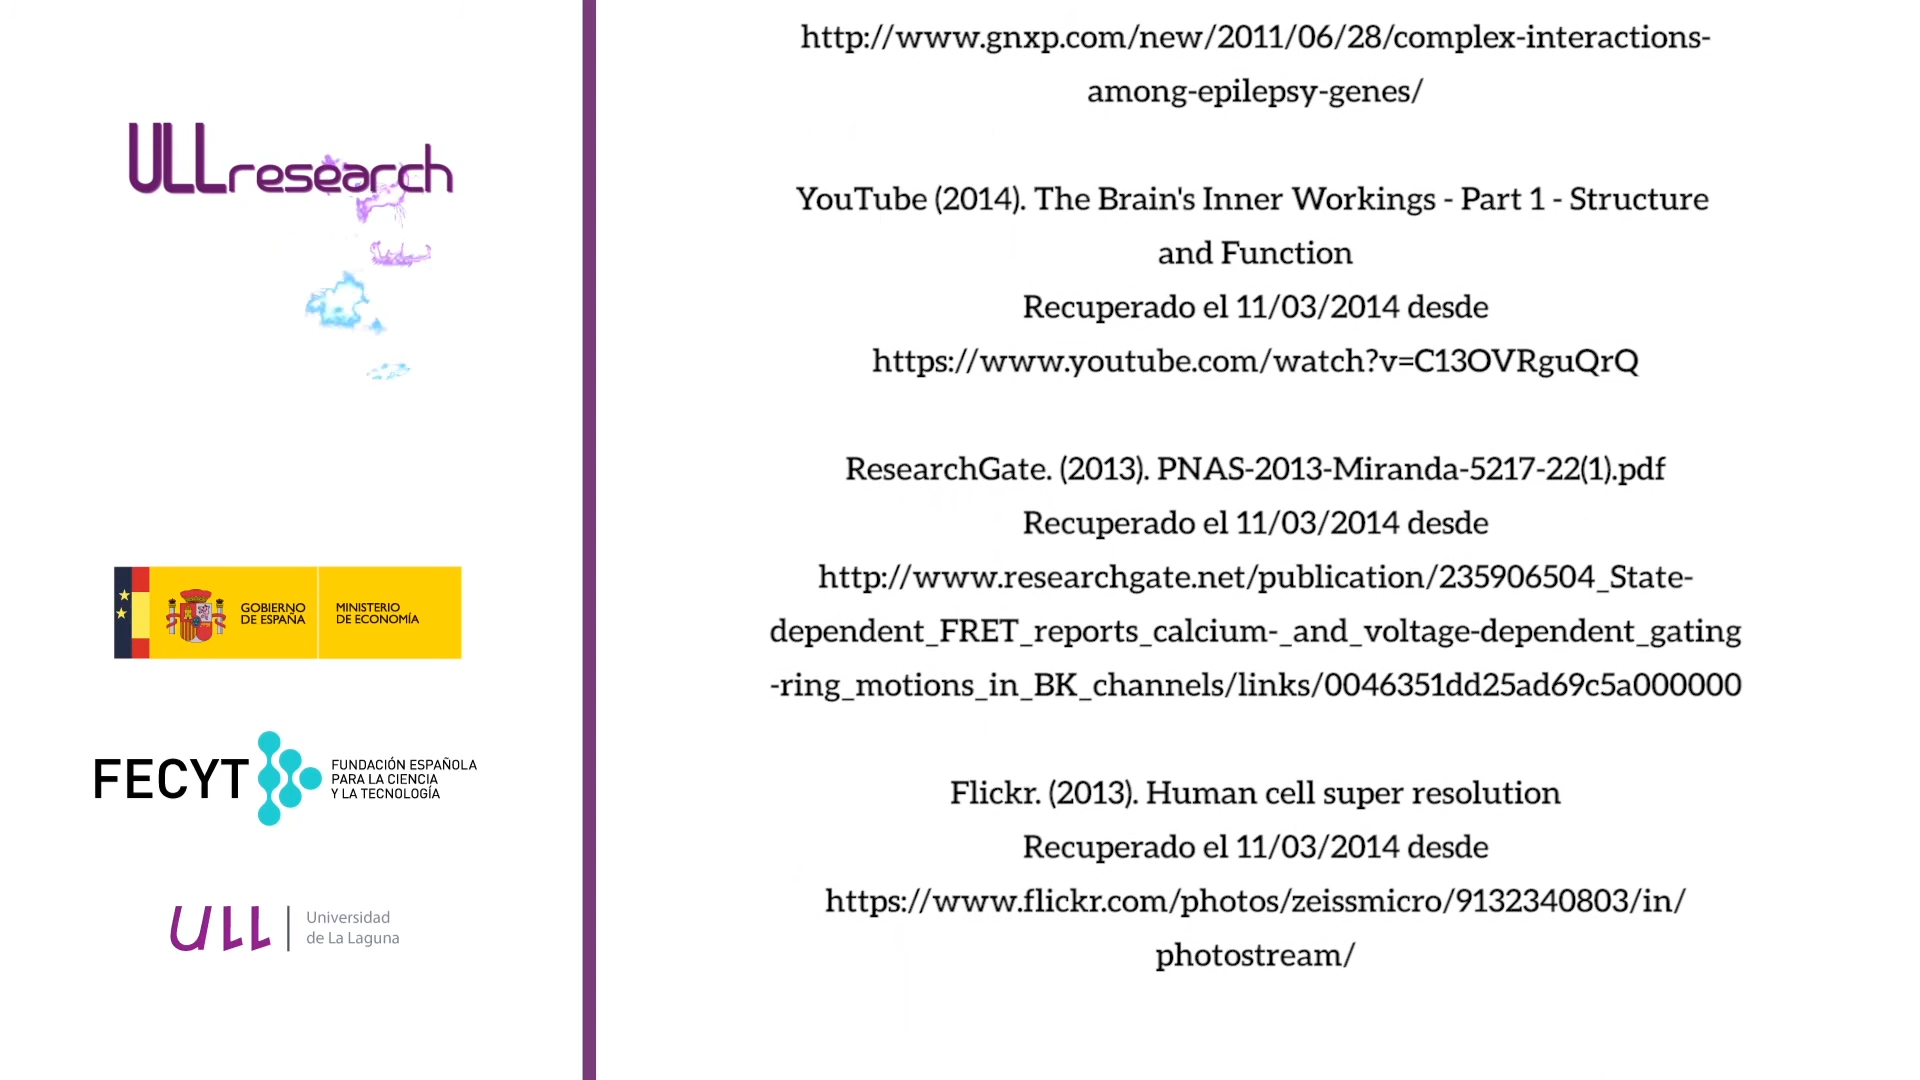 ULLresearch
GOBIERNO
DE ESPAÑA
MINISTERIO
DE ECONOMÍA
FECYT
FUNDACIÓN ESPAÑOLA
PARA LA CIENCIA
Y LA TECNOLOGÍA
ULL
Universidad
de La Laguna
http://www.gnxp.com/new/2011/06/28/complex-interactions-
among-epilepsy-genes/
YouTube (2014). The Brain's Inner Workings - Part 1 - Structure
and Function
Recuperado el 11/03/2014 desde
https://www.youtube.com/watch?v=C13OVRguQrQ
ResearchGate. (2013). PNAS-2013-Miranda-5217-22(1).pdf
Recuperado el 11/03/2014 desde
http://www.researchgate.net/publication/235906504_State-
dependent_FRET_reports_calcium-_and_voltage-dependent_gating
-ring_motions_in_BK_channels/links/0046351dd25ad69c5a000000
Flickr. (2013). Human cell super resolution
Recuperado el 11/03/2014 desde
https://www.flickr.com/photos/zeissmicro/9132340803/in/
photostream/